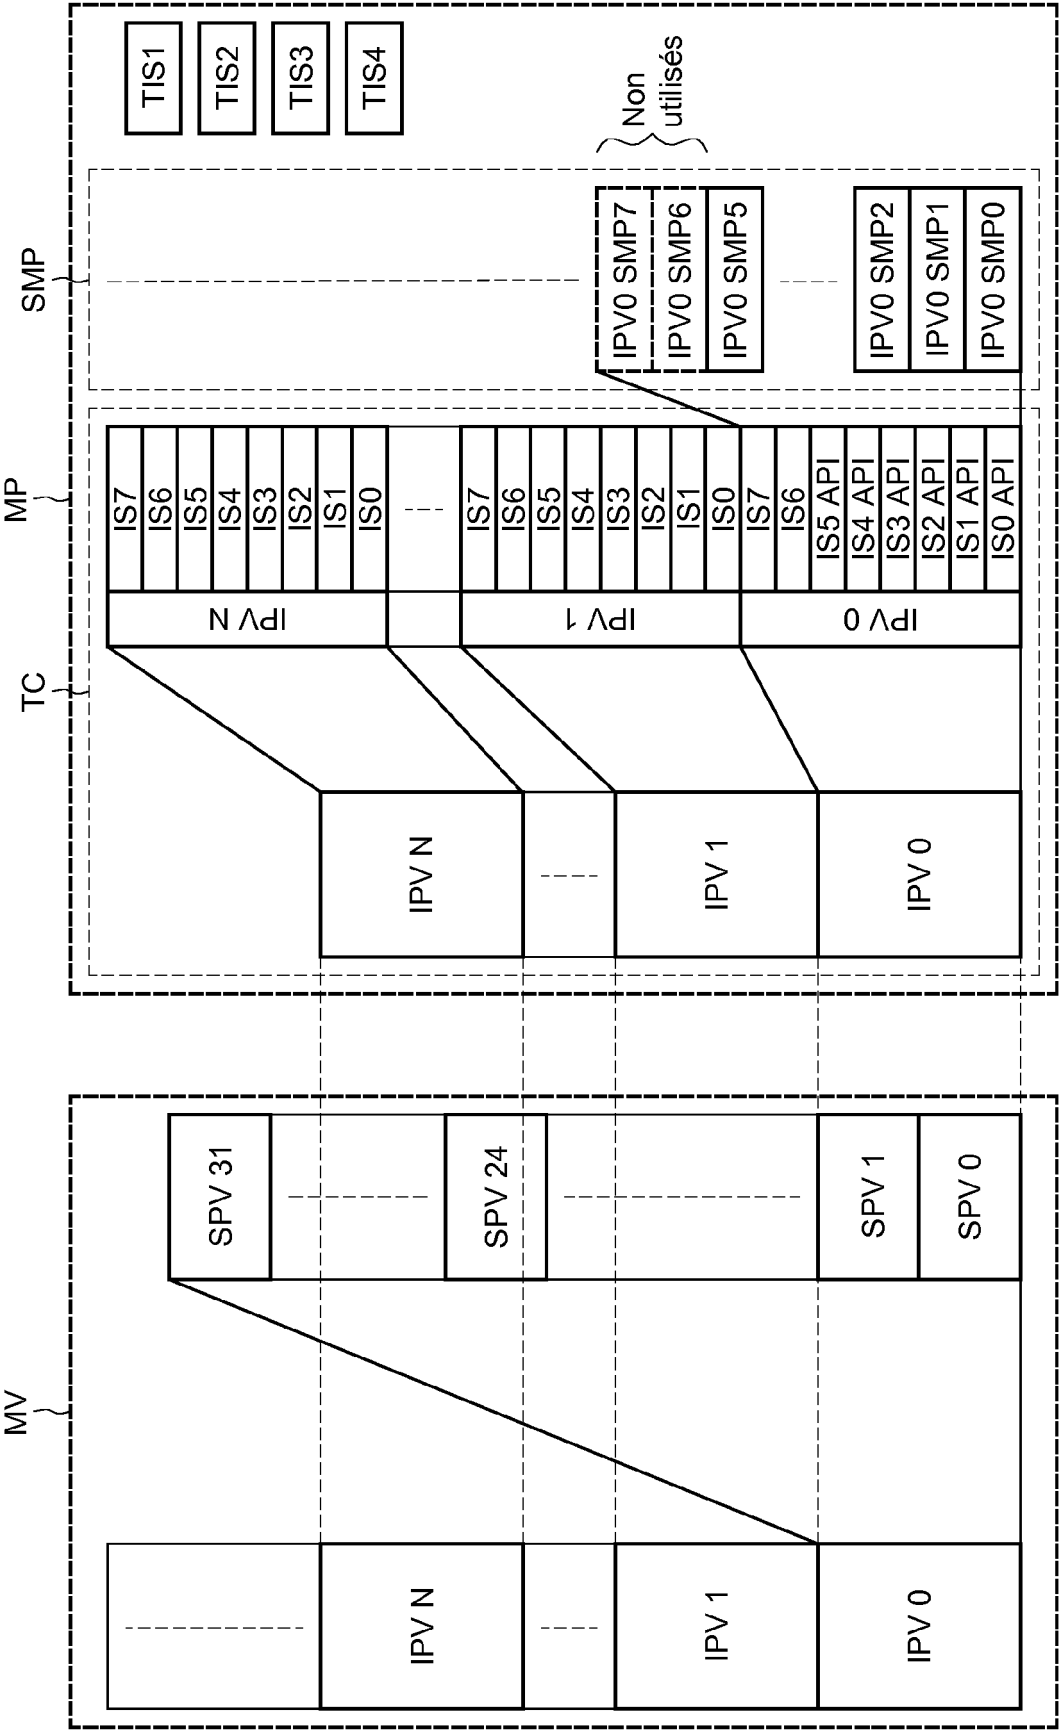 MV
IPV N
IPV 1
IPV 0
SPV 31
SPV 24
SPV 1
SPV 0
MP
TC
IPV N
IPV 1
IPV 0
IPV N
IPV 1
IPV 0
IS7
IS6
IS5
IS4
IS3
IS2
IS1
IS0
IS7
IS6
IS5
IS4
IS3
IS2
IS1
IS0
IS7
IS6
IS5 API
IS4 API
IS3 API
IS2 API
IS1 API
IS0 API
SMP
IPV0 SMP7
IPV0 SMP6
IPV0 SMP5
IPV0 SMP2
IPV0 SMP1
IPV0 SMP0
Non
utilisés
TIS1
TIS2
TIS3
TIS4